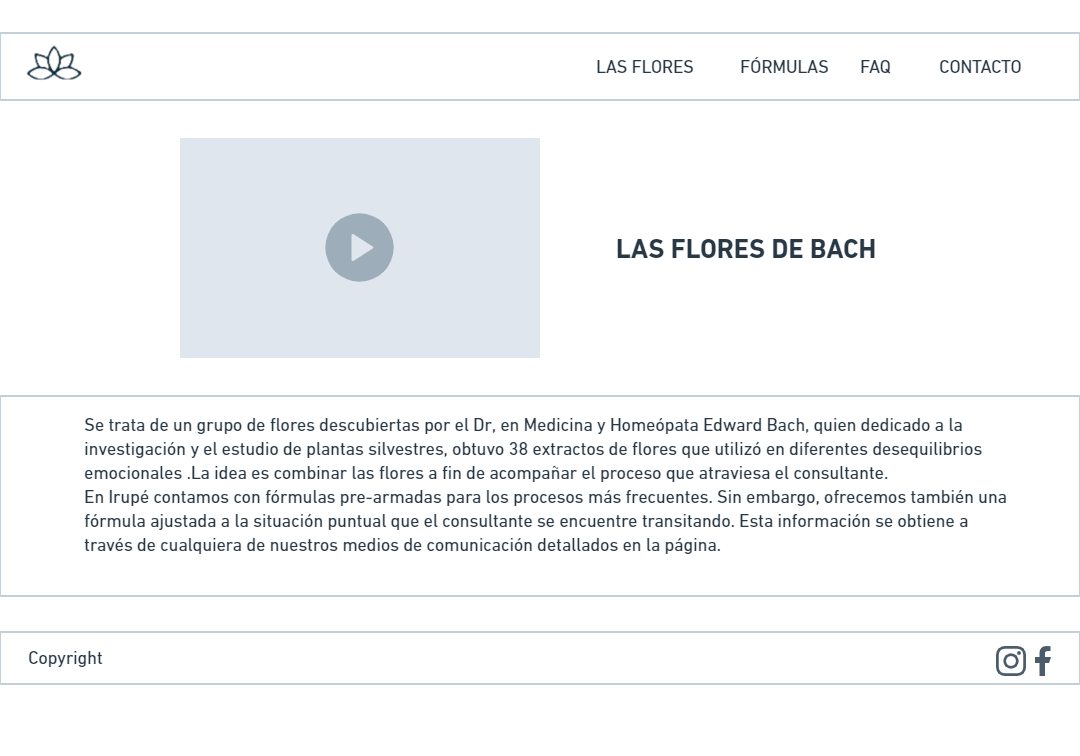 LAS FLORES FÓRMULAS FAQ CONTACTO
LAS FLORES DE BACH
Se trata de un grupo de flores descubiertas por el Dr, en Medicina y Homeópata Edward Bach, quien dedicado a la
investigación y el estudio de plantas silvestres, obtuvo 38 extractos de flores que utilizó en diferentes desequilibrios
emocionales .La idea es combinar las flores a fin de acompañar el proceso que atraviesa el consultante.
En Irupé contamos con fórmulas pre-armadas para los procesos más frecuentes. Sin embargo, ofrecemos también una
fórmula ajustada a la situación puntual que el consultante se encuentre transitando. Esta información se obtiene a
través de cualquiera de nuestros medios de comunicación detallados en la página.
Copyright